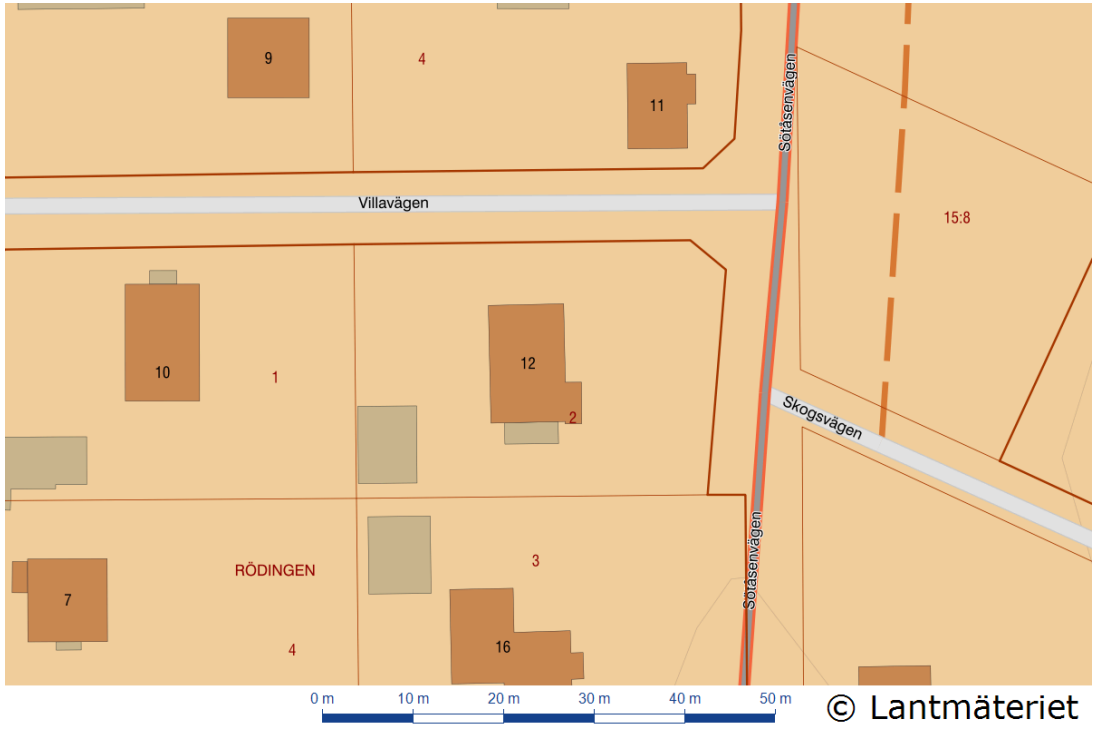 9
4
11
Sötåsenvägen
Villavägen
15:8
10
1
12
2
Skogsvägen
Sötåsenvägen
RÖDINGEN
3
7
4
16
0 m 10 m 20 m 30 m 40 m 50 m
© Lantmäteriet